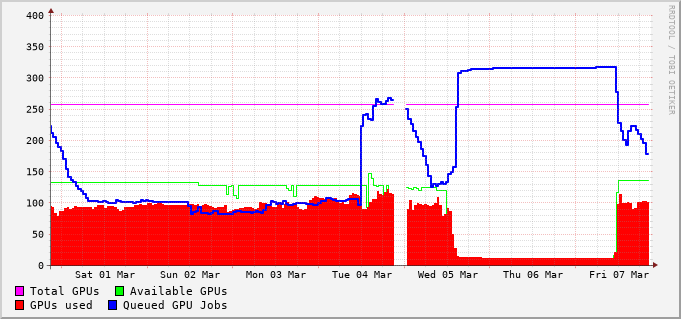 400
350
300
250
200
150
100
50
0
Sat 01 Mar Sun 02 Mar Mon 03 Mar Tue 04 Mar Wed 05 Mar Thu 06 Mar Fri 07 Mar
Total GPUs Available GPUs
GPUs used Queued GPU Jobs
RRDTOOL / TOBI OETIKER